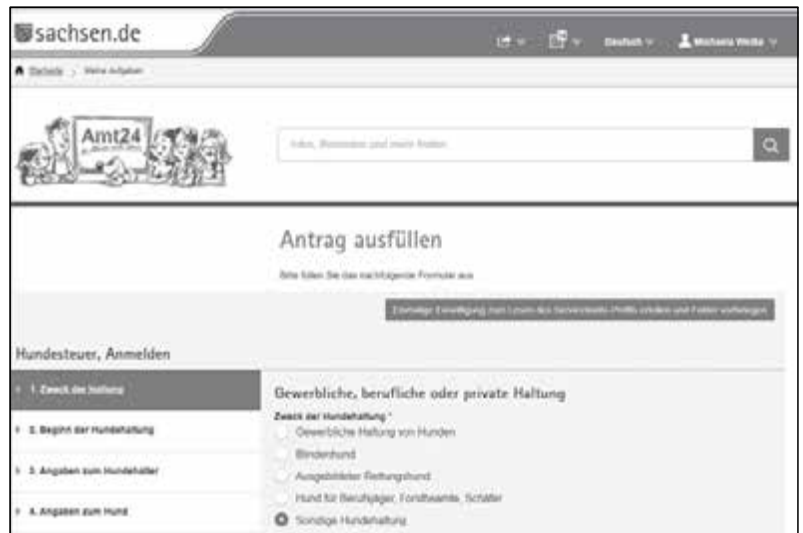 sachsen.de
Deutsch
Startseite
Meine Aufgaben
Amt24
Antrag ausfüllen
Bitte füllen Sie das nachfolgende Formular aus
Hundesteuer, Anmelden
1. Zweck der Haltung
2. Beginn der Hundehaltung
3. Angaben zum Hundehalter
4. Angaben zum Hund
Gewerbliche, berufliche oder private Haltung
Zweck der Hundehaltung *
Gewerbliche Haltung von Hunden
Blindenhund
Ausgebildeter Rettungshund
Hund für Berufsjäger, Forstbeamte, Schäfer
Sonstige Hundehaltung